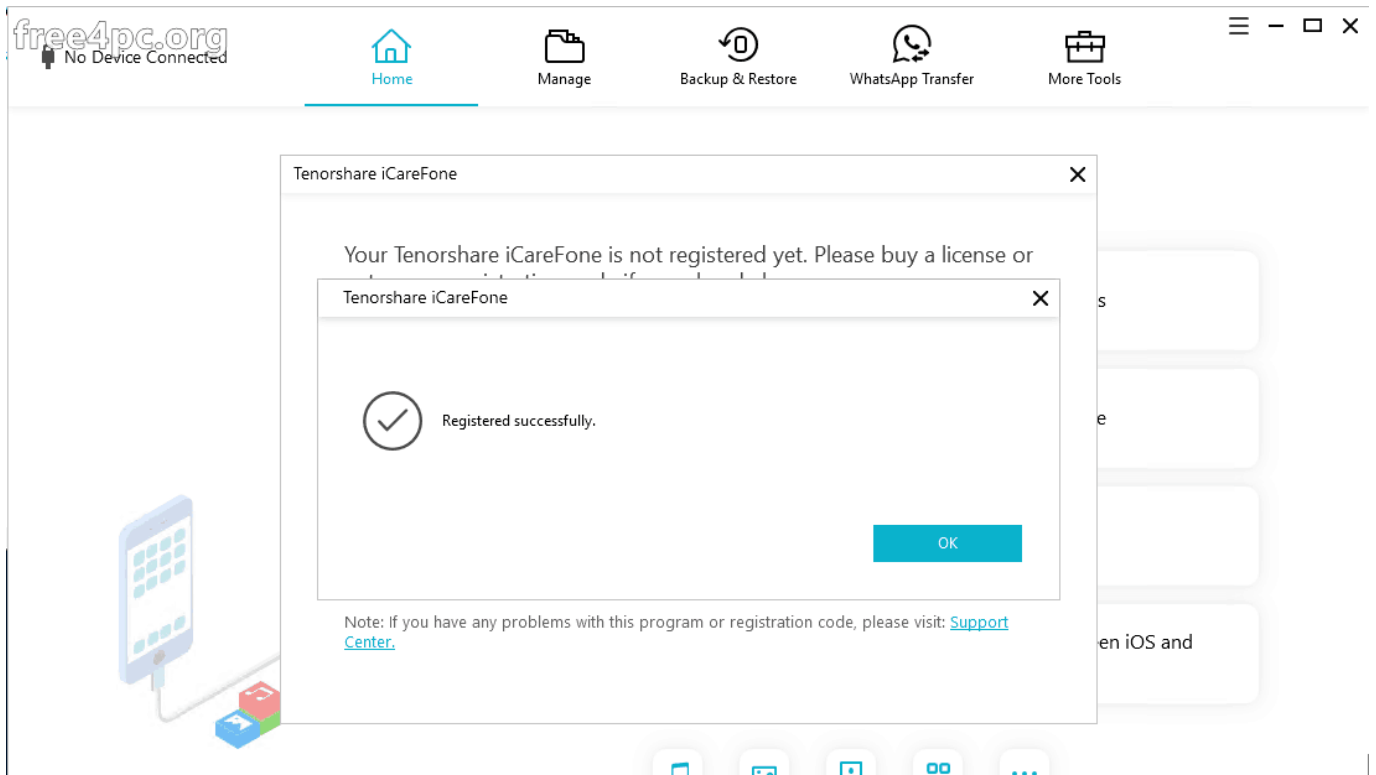 free4pc.org
No Device Connected
Home
Manage
Backup & Restore
WhatsApp Transfer
More Tools
Tenorshare iCareFone
Your Tenorshare iCareFone is not registered yet. Please buy a license or
Tenorshare iCareFone
Registered successfully.
OK
Note: If you have any problems with this program or registration code, please visit: Support
Center.
s
e
en iOS and